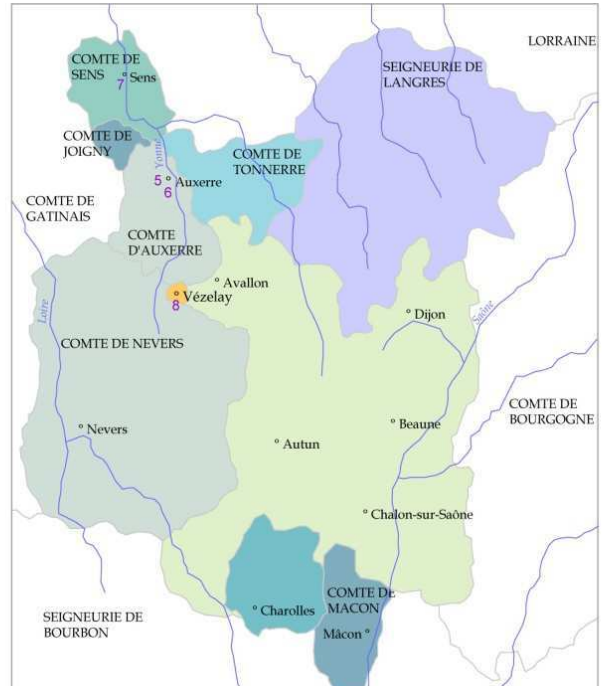 LORRAINE
COMTE DE
SENS
Sens
7
SEIGNEURIE DE
LANGRES
COMTE DE
JOIGNY
Yonne
COMTE DE
TONNERRE
5
Auxerre
6
COMTE DE
GATINAIS
COMTE
D'AUXERRE
Avallon
Vézelay
8
Loire
Dijon
Saône
COMTE DE NEVERS
COMTE DE
BOURGOGNE
Nevers
Beaune
Autun
Chalon-sur-Saône
SEIGNEURIE DE
BOURBON
Charolles
COMTE DE
MACON
Mâcon